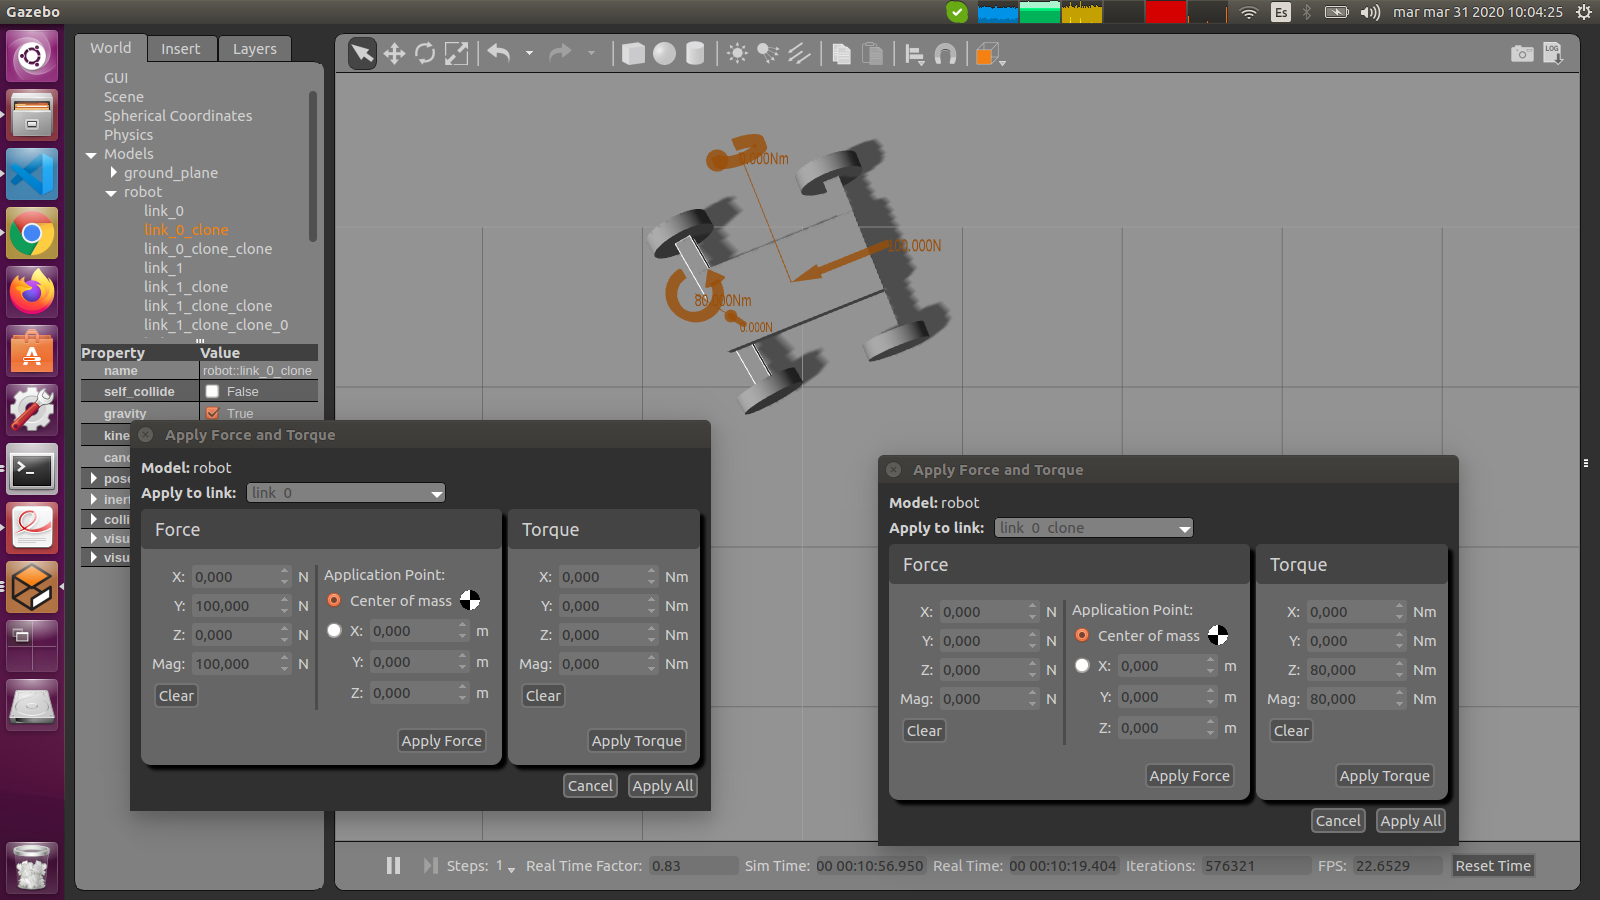 Gazebo
Es
mar mar 31 2020 10:04:25
World
Insert
Layers
LOG
GUI
Scene
Spherical Coordinates
Physics
Models
ground_plane
robot
link_0
link_0_clone
link_0_clone_clone
link_1
link_1_clone
link_1_clone_clone
link_1_clone_clone_0
Property Value
name robot::link_0_clone
self_collide False
gravity True
kine
cano
pose
iner
colli
visu
visu
0.000Nm
100.000N
80.000Nm
0.000N
Apply Force and Torque
Model: robot
Apply to link: link_0
Force
X: 0,000 N
Y: 100,000 N
Z: 0,000 N
Mag: 100,000 N
Clear
Application Point:
Center of mass
X: 0,000 m
Y: 0,000 m
Z: 0,000 m
Apply Force
Torque
X: 0,000 Nm
Y: 0,000 Nm
Z: 0,000 Nm
Mag: 0,000 Nm
Clear
Apply Torque
Cancel
Apply All
Apply Force and Torque
Model: robot
Apply to link: link_0_clone
Force
X: 0,000 N
Y: 0,000 N
Z: 0,000 N
Mag: 0,000 N
Clear
Application Point:
Center of mass
X: 0,000 m
Y: 0,000 m
Z: 0,000 m
Apply Force
Torque
X: 0,000 Nm
Y: 0,000 Nm
Z: 80,000 Nm
Mag: 80,000 Nm
Clear
Apply Torque
Cancel
Apply All
Steps: 1 Real Time Factor: 0.83 Sim Time: 00 00:10:56.950 Real Time: 00 00:10:19.404 Iterations: 576321 FPS: 22.6529 Reset Time